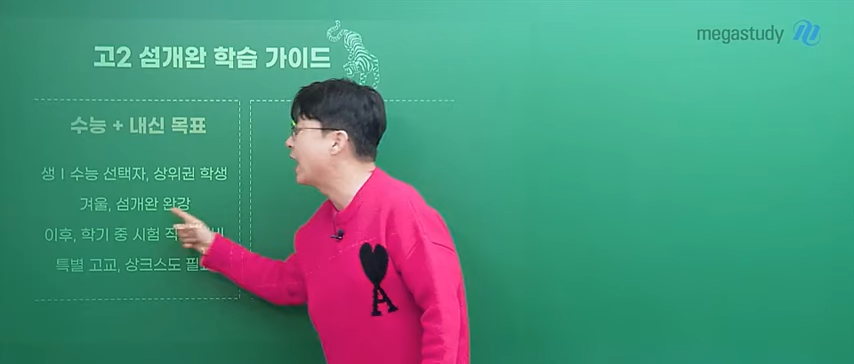 megastudy
고2 섬개완 학습 가이드
수능 + 내신 목표
생Ⅰ수능 선택자, 상위권 학생
겨울, 섬개완 완강
이후, 학기 중 시험
특별 고교, 상크스도
A